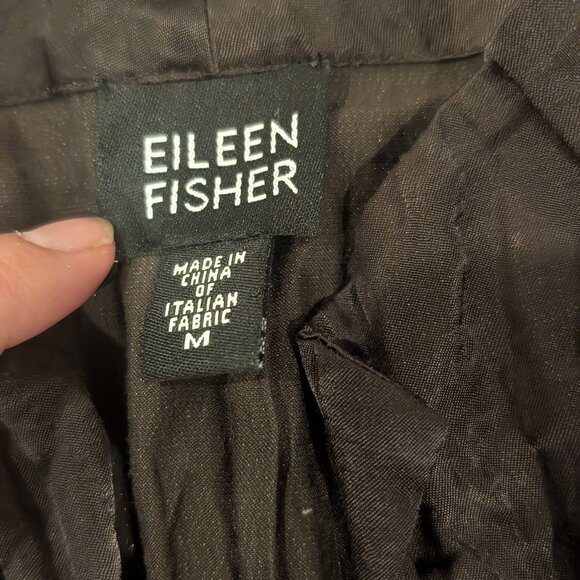 EILEEN
FISHER
MADE IN
CHINA
OF
ITALIAN
FABRIC
M